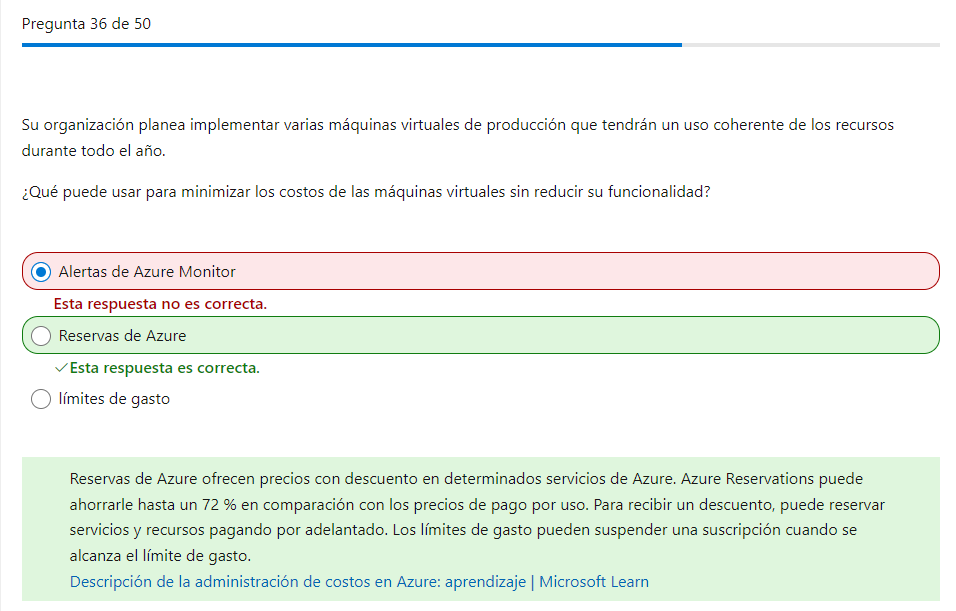 Pregunta 36 de 50
Su organización planea implementar varias máquinas virtuales de producción que tendrán un uso coherente de los recursos
durante todo el año.
¿Qué puede usar para minimizar los costos de las máquinas virtuales sin reducir su funcionalidad?
Alertas de Azure Monitor
Esta respuesta no es correcta.
Reservas de Azure
Esta respuesta es correcta.
límites de gasto
Reservas de Azure ofrecen precios con descuento en determinados servicios de Azure. Azure Reservations puede
ahorrarle hasta un 72 % en comparación con los precios de pago por uso. Para recibir un descuento, puede reservar
servicios y recursos pagando por adelantado. Los límites de gasto pueden suspender una suscripción cuando se
alcanza el límite de gasto.
Descripción de la administración de costos en Azure: aprendizaje | Microsoft Learn